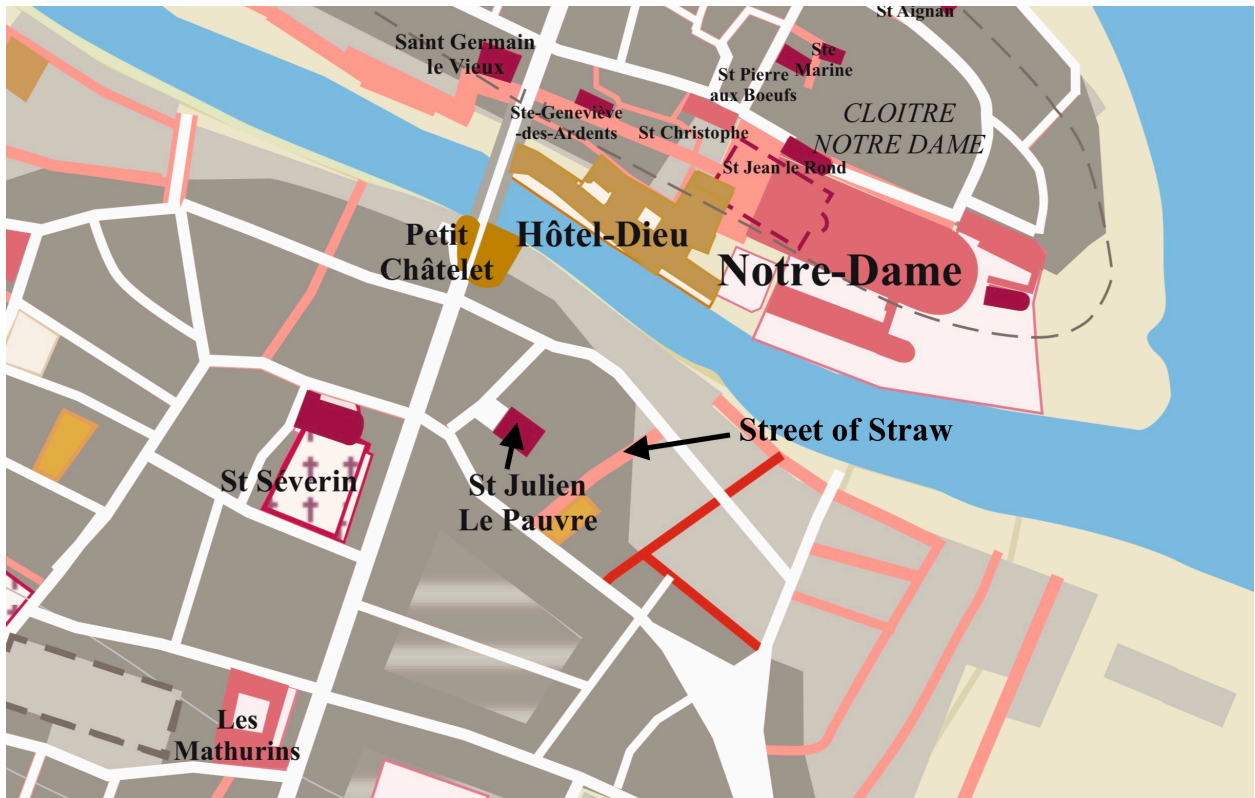 St Aignan
Saint Germain
le Vieux
Ste
Marine
St Pierre
aux Boeufs
Ste-Geneviève
-des-Ardents
St Christophe
CLOITRE
NOTRE DAME
St Jean le Rond
Petit
Châtelet
Hôtel-Dieu
Notre-Dame
Street of Straw
St Séverin
St Julien
Le Pauvre
Les
Mathurins